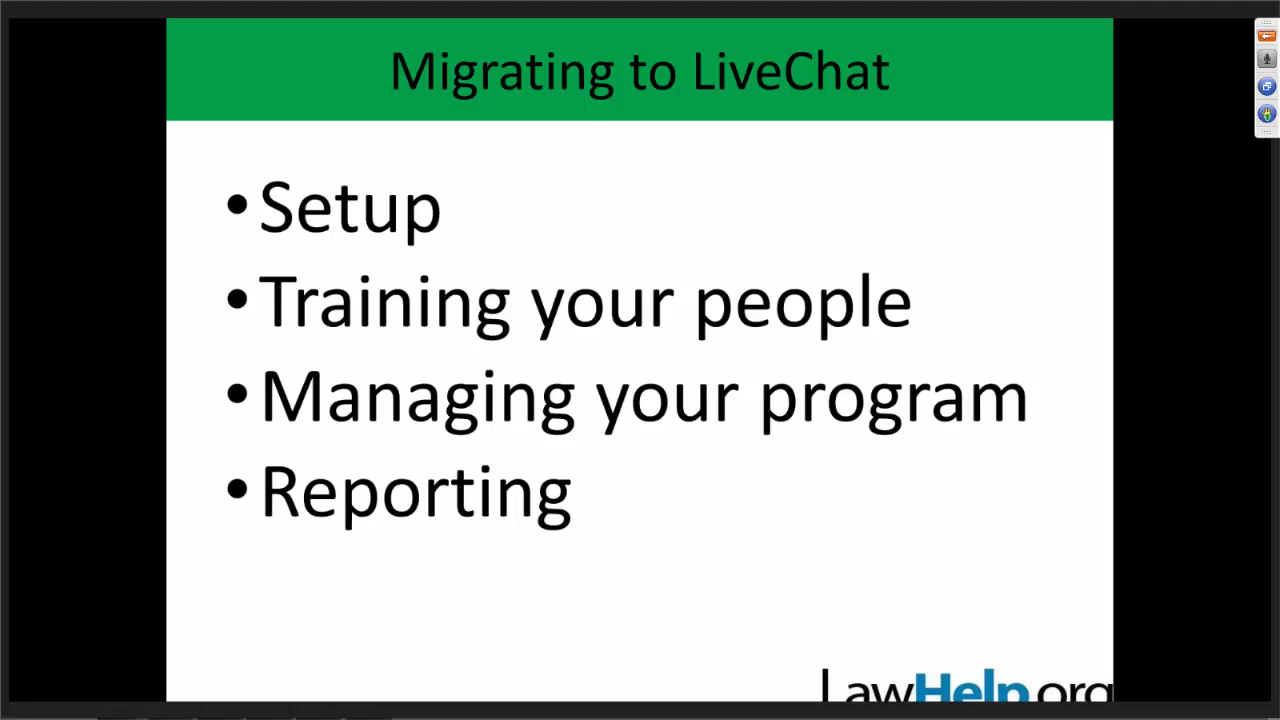 Migrating to LiveChat
•Setup
•Training your people
•Managing your program
•Reporting
LawHelp.org